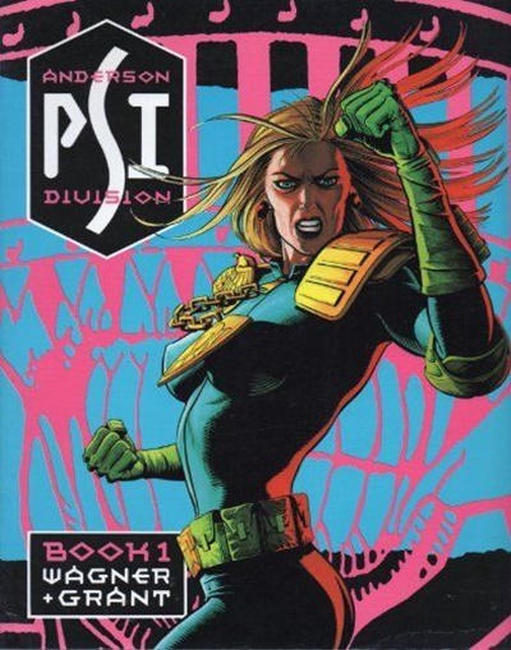 ANDERSON
PSI
DIVISION
BOOK 1
WAGNER
+ GRANT